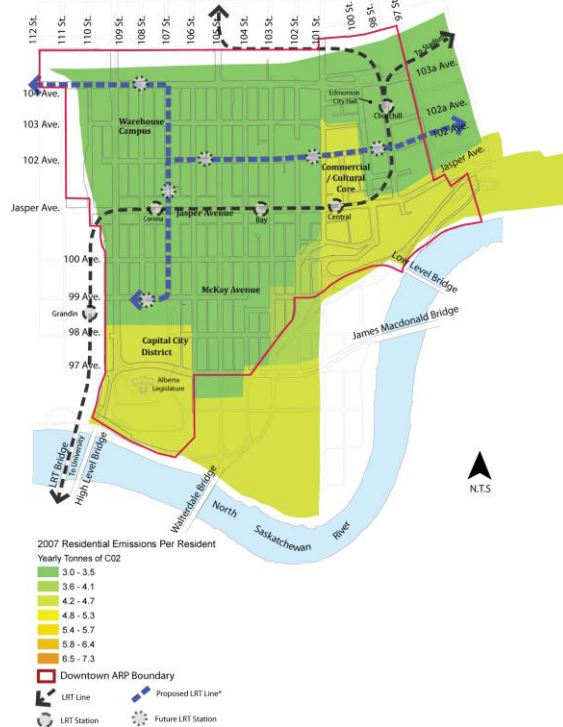 112 St.
111 St.
110 St.
109 St.
108 St.
107 St.
106 St.
105 St.
104 St.
103 St.
102 St.
101 St.
100 St.
98 St.
97 St.
To Stadium
103a Ave.
104 Ave.
Edmonton
City Hall
Churchill
102a Ave.
102 Ave.
Jasper Ave.
103 Ave.
Warehouse
Campus
102 Ave.
Commercial
/ Cultural
Core
Jasper Ave.
Corona
Jasper Avenue
Bay
Central
100 Ave.
Low Level Bridge
99 Ave.
McKay Avenue
Grandin
98 Ave.
James Macdonald Bridge
Capital City
District
97 Ave.
Alberta
Legislature
LRT Bridge
To University
High Level Bridge
Walterdale Bridge
North
Saskatchewan
River
N.T.S
2007 Residential Emissions Per Resident
Yearly Tonnes of C02
3.0 - 3.5
3.6 - 4.1
4.2 - 4.7
4.8 - 5.3
5.4 - 5.7
5.8 - 6.4
6.5 - 7.3
Downtown ARP Boundary
LRT Line
Proposed LRT Line*
LRT Station
Future LRT Station